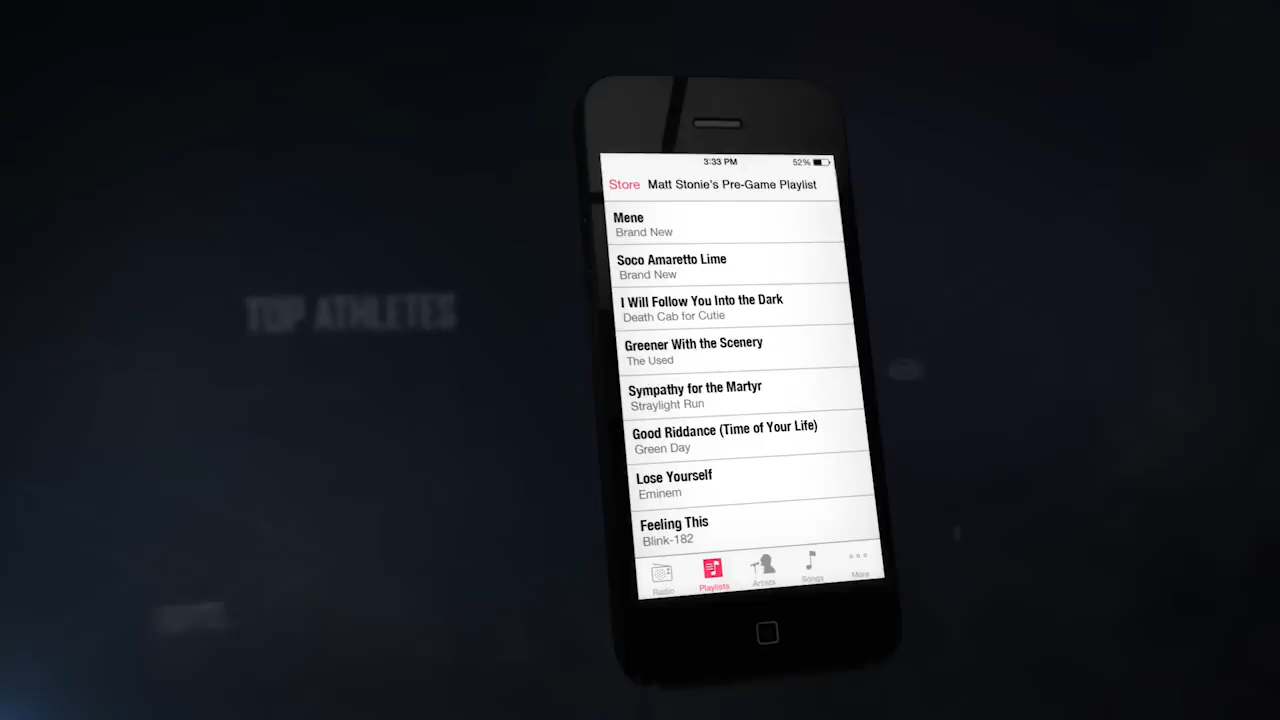 3:33 PM
52%
Store Matt Stonie's Pre-Game Playlist
Mene
Brand New
Soco Amaretto Lime
Brand New
I Will Follow You Into the Dark
Death Cab for Cutie
Greener With the Scenery
The Used
Sympathy for the Martyr
Straylight Run
Good Riddance (Time of Your Life)
Green Day
Lose Yourself
Eminem
Feeling This
Blink-182
Radio Playlists Artists Songs More
TOP ATHLETES